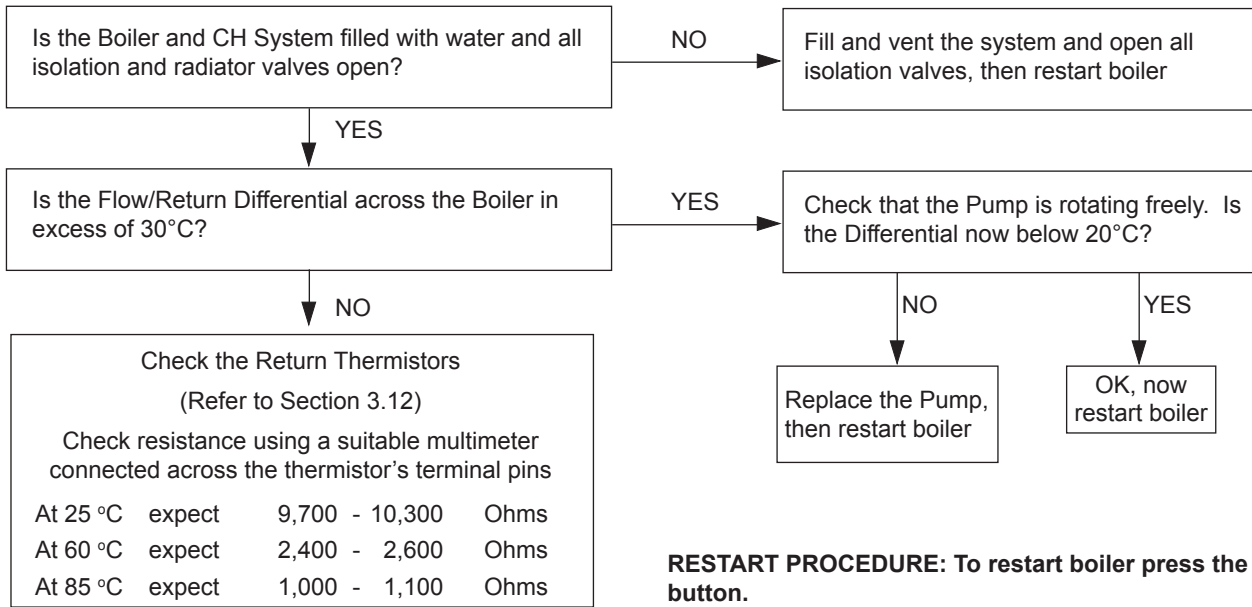 Is the Boiler and CH System filled with water and all
isolation and radiator valves open?
NO
Fill and vent the system and open all
isolation valves, then restart boiler
YES
Is the Flow/Return Differential across the Boiler in
excess of 30°C?
YES
Check that the Pump is rotating freely.  Is
the Differential now below 20°C?
NO
NO
YES
Check the Return Thermistors
(Refer to Section 3.12)
Check resistance using a suitable multimeter
connected across the thermistor’s terminal pins
At 25 °C expect 9,700 - 10,300 Ohms
At 60 °C expect 2,400 - 2,600 Ohms
At 85 °C expect 1,000 - 1,100 Ohms
Replace the Pump,
then restart boiler
OK, now
restart boiler
RESTART PROCEDURE: To restart boiler press the
button.